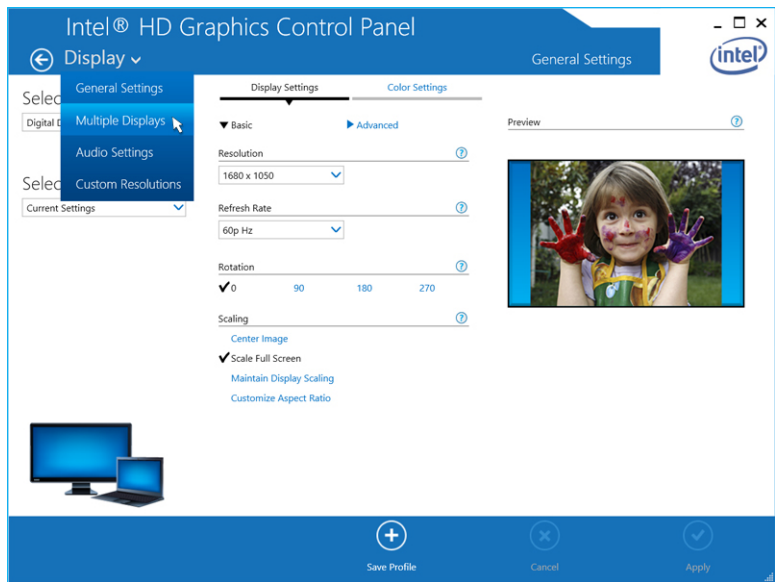 Intel® HD Graphics Control Panel
Display
General Settings
intel
General Settings
Multiple Displays
Audio Settings
Custom Resolutions
Selec
Digital D
Selec
Current Settings
Display Settings
Color Settings
Basic
Advanced
Resolution
?
1680 x 1050
Refresh Rate
?
60p Hz
Rotation
?
0 90 180 270
Scaling
?
Center Image
Scale Full Screen
Maintain Display Scaling
Customize Aspect Ratio
Preview
?
Save Profile
Cancel
Apply